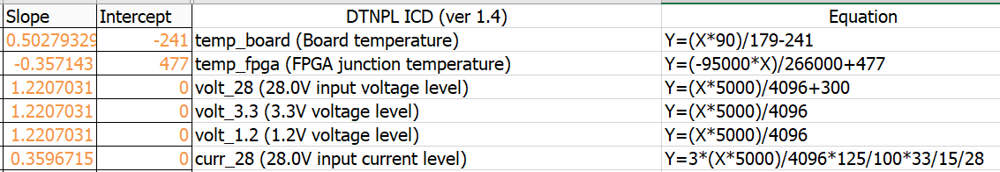 Slope Intercept DTNPL ICD (ver 1.4) Equation
0.50279329 -241 temp_board (Board temperature) Y=(X*90)/179-241
-0.357143 477 temp_fpga (FPGA junction temperature) Y=(-95000*X)/266000+477
1.2207031 0 volt_28 (28.0V input voltage level) Y=(X*5000)/4096+300
1.2207031 0 volt_3.3 (3.3V voltage level) Y=(X*5000)/4096
1.2207031 0 volt_1.2 (1.2V voltage level) Y=(X*5000)/4096
0.3596715 0 curr_28 (28.0V input current level) Y=3*(X*5000)/4096*125/100*33/15/28